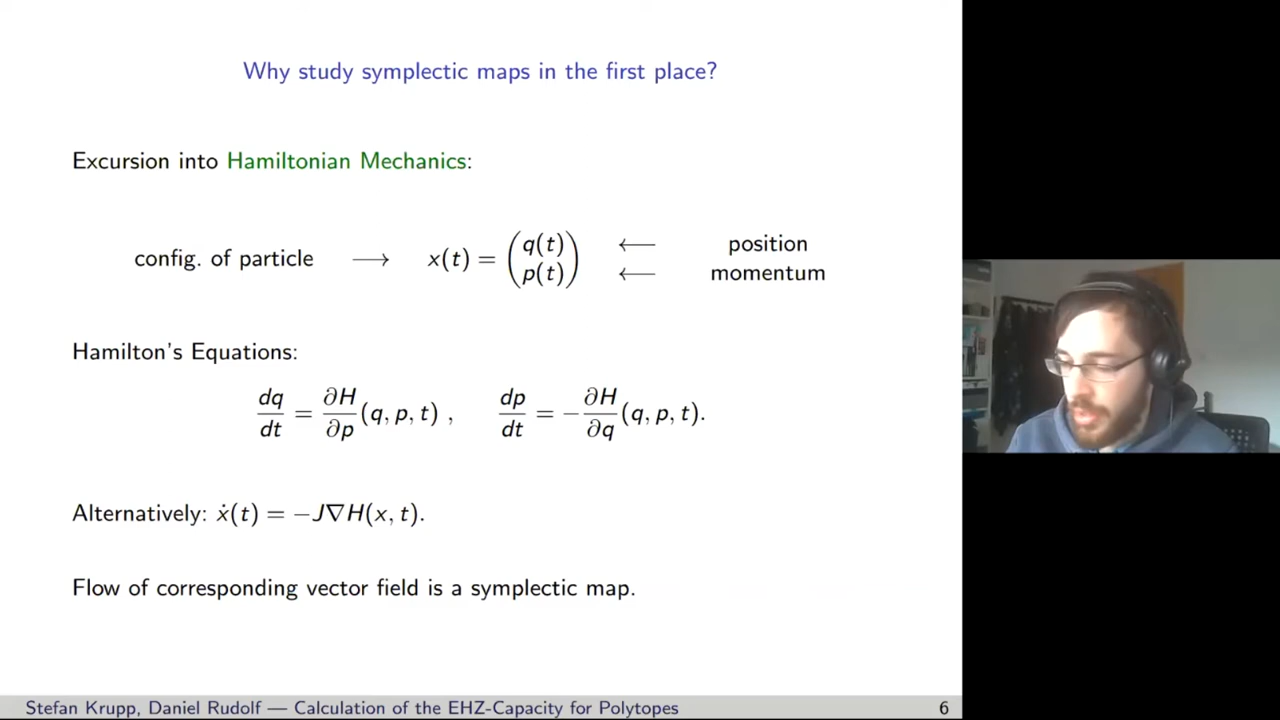 Why study symplectic maps in the first place?
Excursion into Hamiltonian Mechanics:
config. of particle ⟶ x(t) = (q(t) p(t)) ⟵ position ⟵ momentum
Hamilton's Equations:
dq/dt = ∂H/∂p (q, p, t) , dp/dt = −∂H/∂q (q, p, t).
Alternatively: ẋ(t) = −J∇H(x, t).
Flow of corresponding vector field is a symplectic map.
Stefan Krupp, Daniel Rudolf — Calculation of the EHZ-Capacity for Polytopes 6